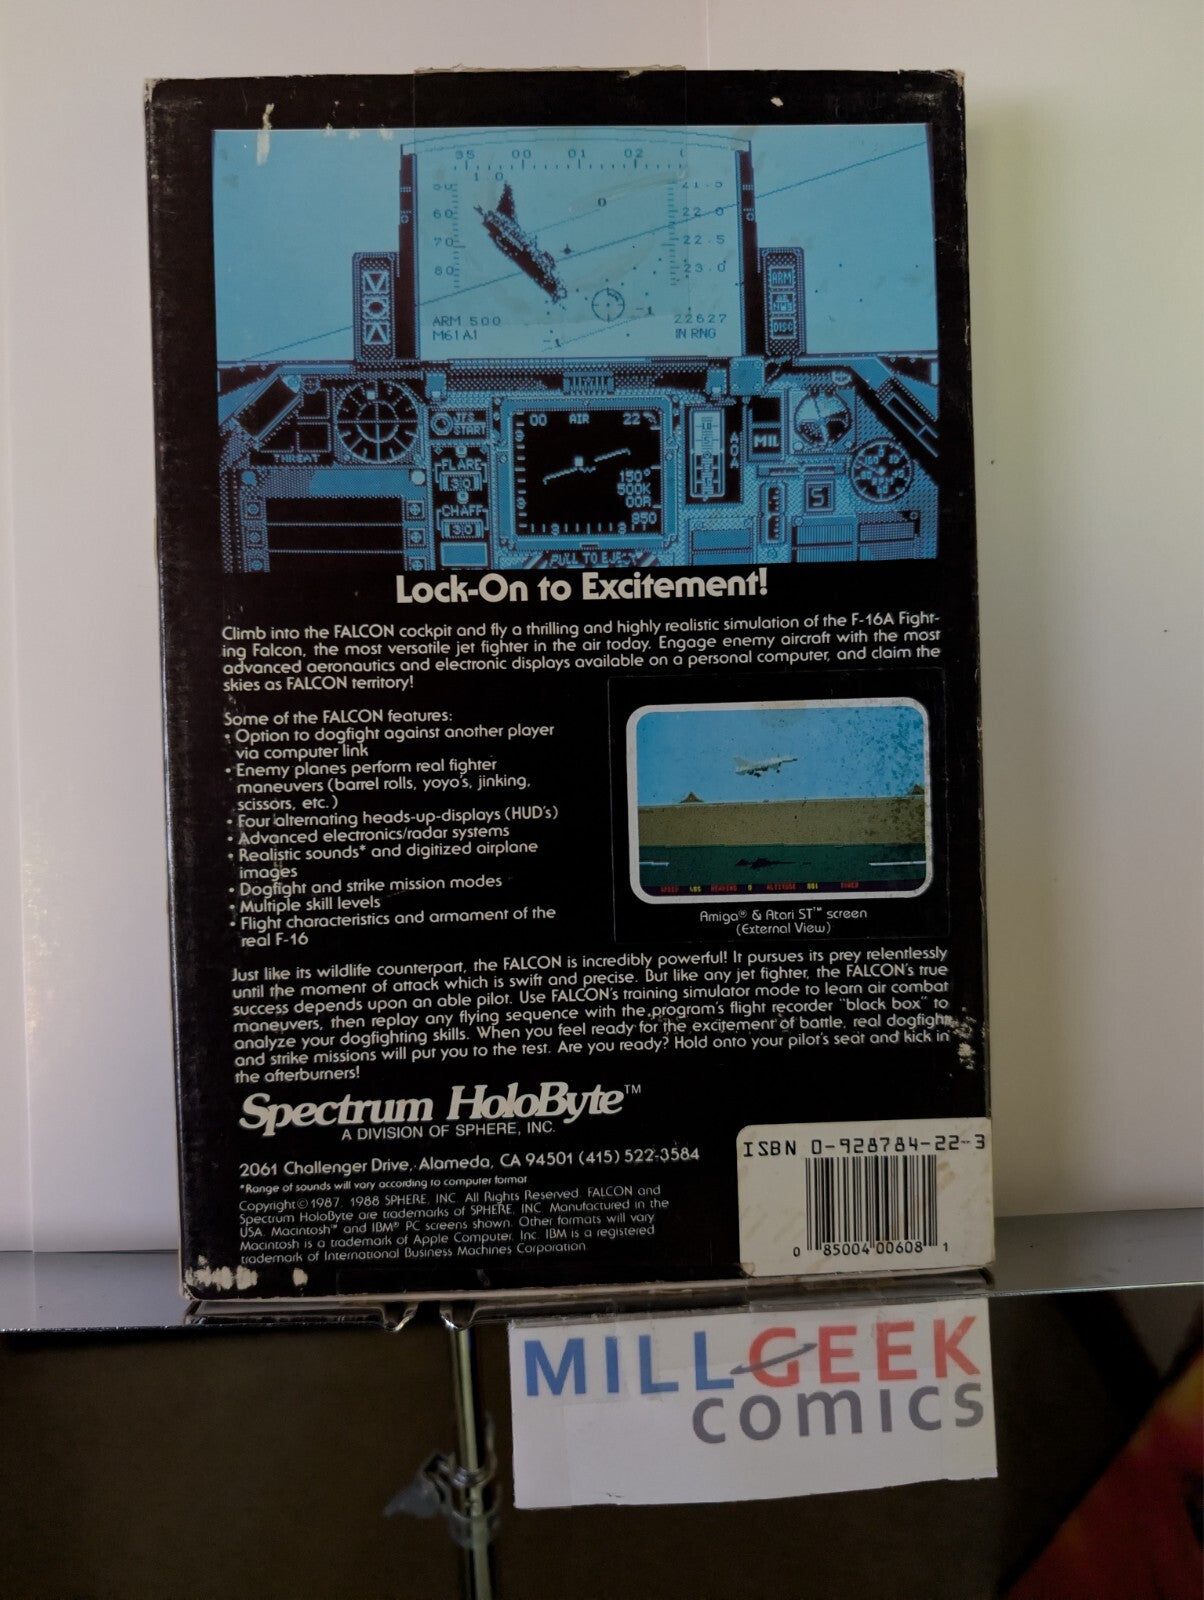 35 00 01 02
1 0
0
60
70
80
21.5
22 0
22.5
23.0
ARM 500
M61A1
-1
-1
22627
IN RNG
ARM
DISC
THREAT
START
FLARE
30
CHAFF
30
00 AIR 22
150°
500K
00R
950
AOA
MIL
S
PULL TO EJECT
Lock-On to Excitement!
Climb into the FALCON cockpit and fly a thrilling and highly realistic simulation of the F-16A Fight-
ing Falcon, the most versatile jet fighter in the air today. Engage enemy aircraft with the most
advanced aeronautics and electronic displays available on a personal computer, and claim the
skies as FALCON territory!
Some of the FALCON features:
• Option to dogfight against another player
via computer link
• Enemy planes perform real fighter
maneuvers (barrel rolls, yoyo's, jinking,
scissors, etc.)
• Four alternating heads-up-displays (HUD's)
• Advanced electronics/radar systems
• Realistic sounds* and digitized airplane
images
• Dogfight and strike mission modes
• Multiple skill levels
• Flight characteristics and armament of the
real F-16
SPEED 405 HEADING 0 ALTITUDE 801
Amiga® & Atari ST™ screen
(External View)
Just like its wildlife counterpart, the FALCON is incredibly powerful! It pursues its prey relentlessly
until the moment of attack which is swift and precise. But like any jet fighter, the FALCON's true
success depends upon an able pilot. Use FALCON's training simulator mode to learn air combat
maneuvers, then replay any flying sequence with the program's flight recorder "black box" to
analyze your dogfighting skills. When you feel ready for the excitement of battle, real dogfights
and strike missions will put you to the test. Are you ready? Hold onto your pilot's seat and kick in
the afterburners!
Spectrum HoloByte™
A DIVISION OF SPHERE, INC.
2061 Challenger Drive, Alameda, CA 94501 (415) 522-3584
*Range of sounds will vary according to computer format
Copyright © 1987, 1988 SPHERE, INC. All Rights Reserved. FALCON and
Spectrum HoloByte are trademarks of SPHERE, INC. Manufactured in the
USA. Macintosh™ and IBM® PC screens shown. Other formats will vary
Macintosh is a trademark of Apple Computer, Inc. IBM is a registered
trademark of International Business Machines Corporation
ISBN 0-928784-22-3
0 85004 00608 1
MILL GEEK
comics